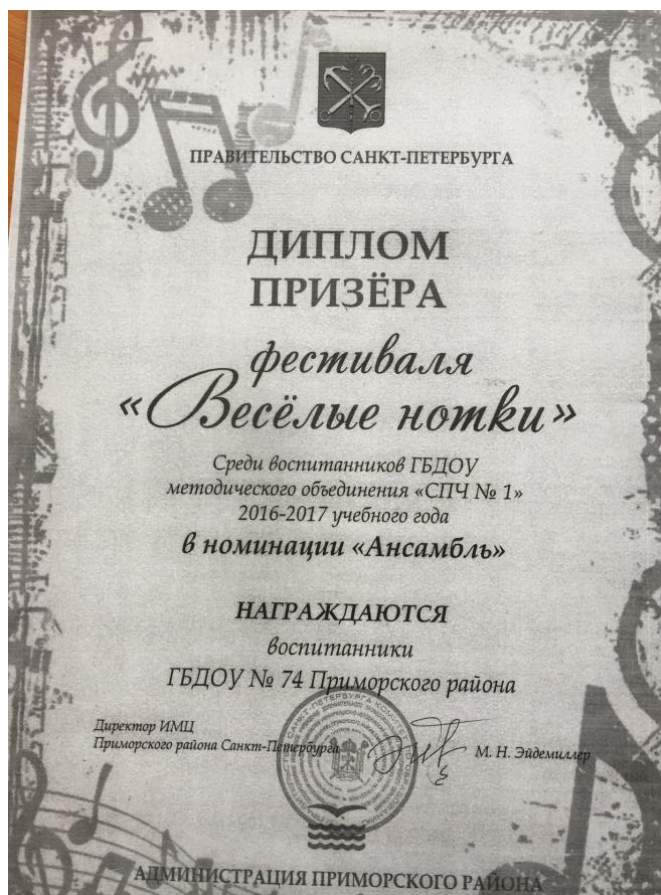 ПРАВИТЕЛЬСТВО САНКТ-ПЕТЕРБУРГА
ДИПЛОМ
ПРИЗЁРА
фестиваля
«Весёлые нотки»
Среди воспитанников ГБДОУ
методического объединения «СПЧ № 1»
2016-2017 учебного года
в номинации «Ансамбль»
НАГРАЖДАЮТСЯ
воспитанники
ГБДОУ № 74 Приморского района
Директор ИМЦ
Приморского района Санкт-Петербурга
М. Н. Эйдемиллер
АДМИНИСТРАЦИЯ ПРИМОРСКОГО РАЙОНА